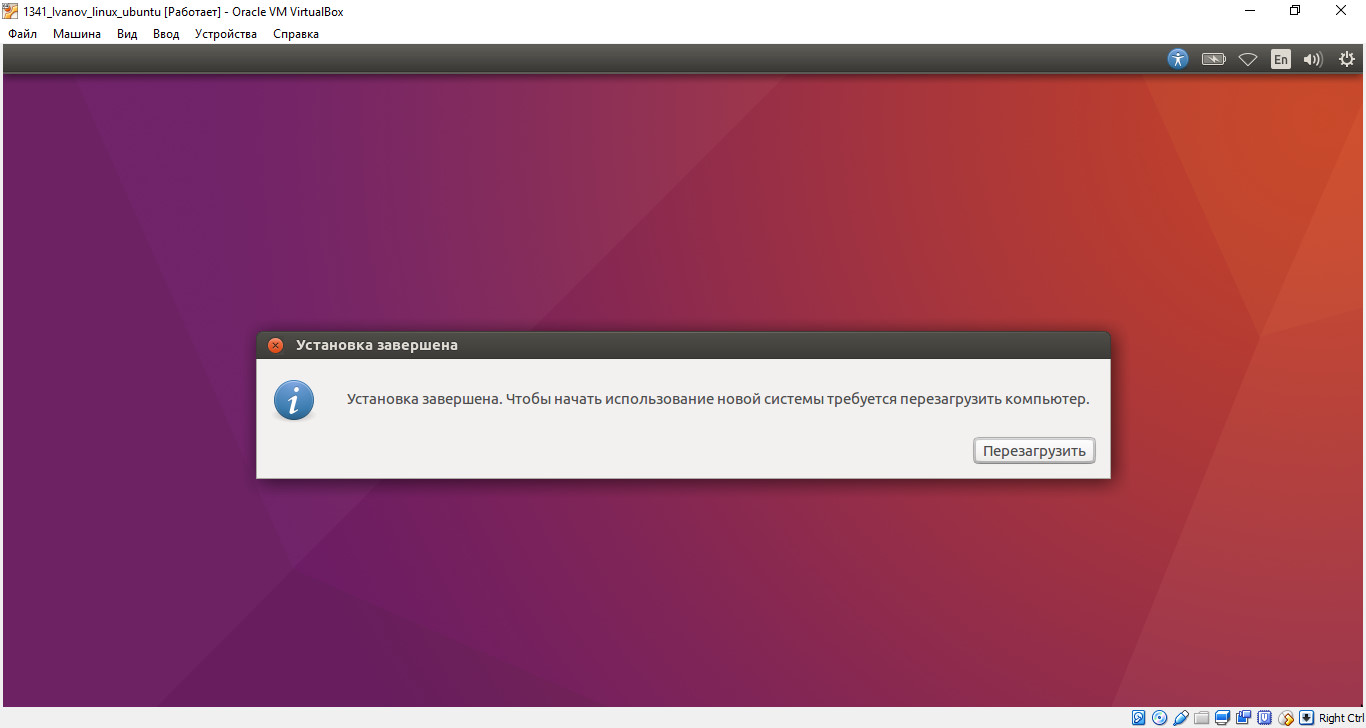 1341_Ivanov_linux_ubuntu [Работает] - Oracle VM VirtualBox
Файл Машина Вид Ввод Устройства Справка
En
Установка завершена
Установка завершена. Чтобы начать использование новой системы требуется перезагрузить компьютер.
Перезагрузить
Right Ctrl